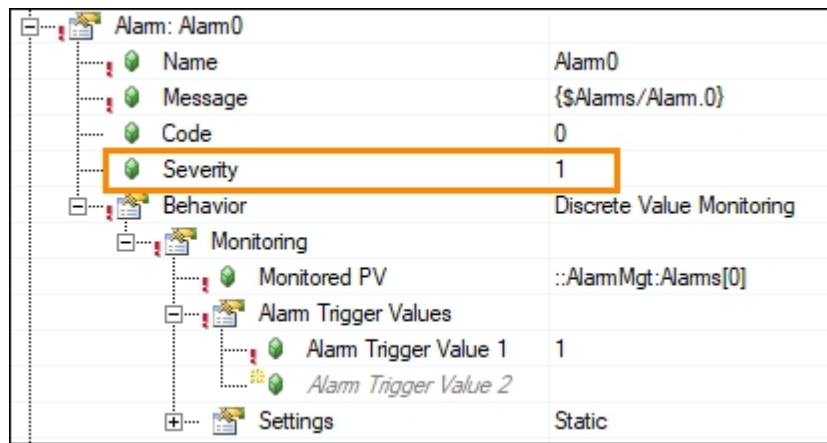 Alarm: Alarm0
Name Alarm0
Message {$Alarms/Alarm.0}
Code 0
Severity 1
Behavior Discrete Value Monitoring
Monitoring
Monitored PV ::AlarmMgt:Alarms[0]
Alarm Trigger Values
Alarm Trigger Value 1 1
Alarm Trigger Value 2
Settings Static